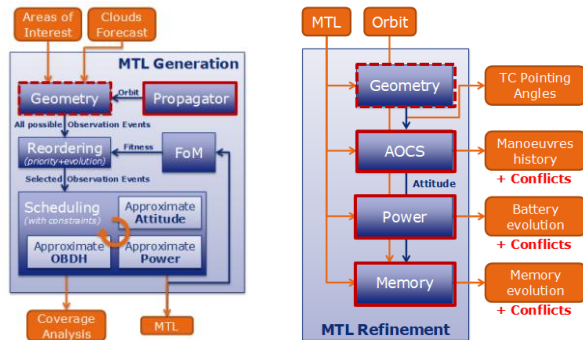 Areas of
Interest
Clouds
Forecast
MTL Generation
Geometry
Orbit
Propagator
All possible Observation Events
Reordering
(priority+evolution)
Fitness
FoM
Selected Observation Events
Scheduling
(with constraints)
Approximate
Attitude
Approximate
OBDH
Approximate
Power
Coverage
Analysis
MTL
MTL
Orbit
Geometry
TC Pointing
Angles
AOCS
Manoeuvres
history
+ Conflicts
Attitude
Power
Battery
evolution
+ Conflicts
Memory
Memory
evolution
+ Conflicts
MTL Refinement